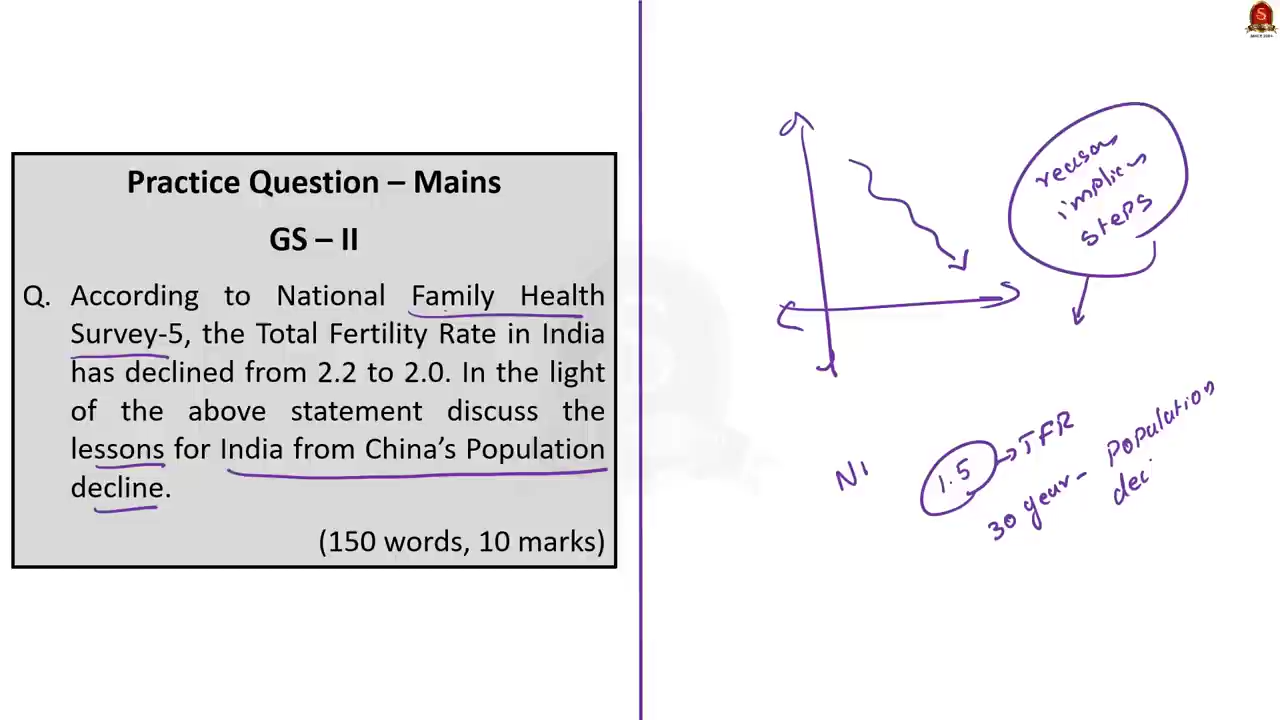 Practice Question – Mains
GS – II
Q. According to National Family Health
Survey-5, the Total Fertility Rate in India
has declined from 2.2 to 2.0. In the light
of the above statement discuss the
lessons for India from China's Population
decline.
(150 words, 10 marks)
reason
implicn
steps
1.5 → TFR
30 year - population
dec